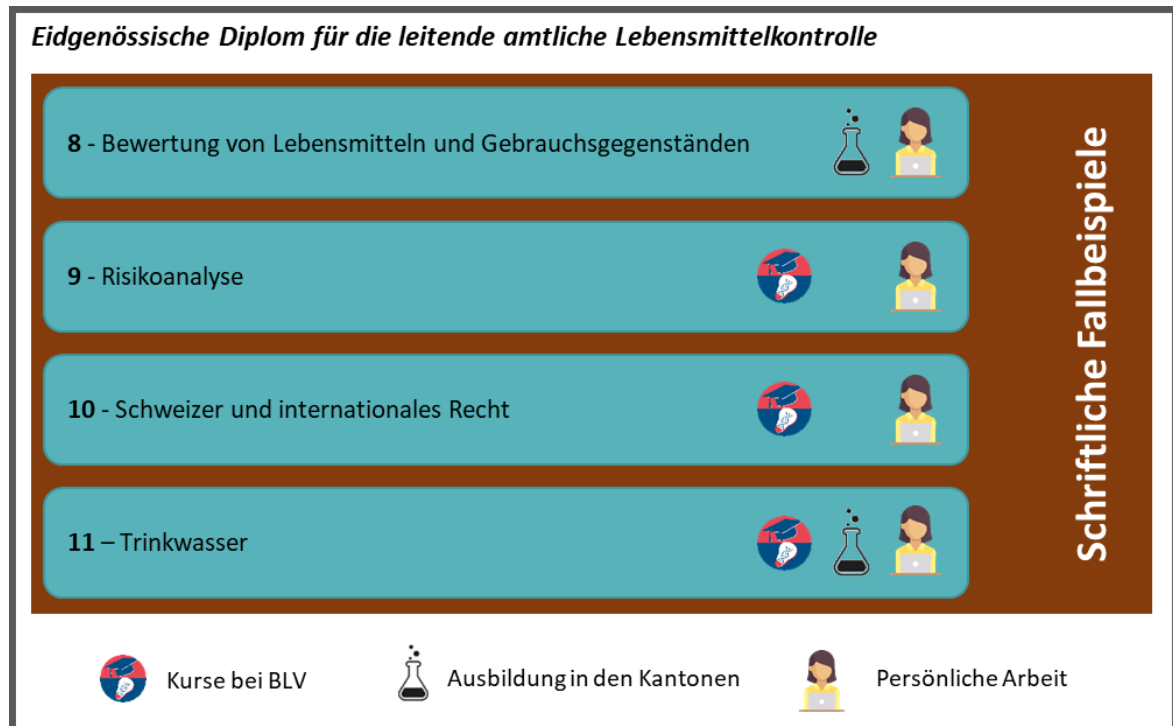 Eidgenössische Diplom für die leitende amtliche Lebensmittelkontrolle
8 - Bewertung von Lebensmitteln und Gebrauchsgegenständen
9 - Risikoanalyse
10 - Schweizer und internationales Recht
11 – Trinkwasser
Schriftliche Fallbeispiele
Kurse bei BLV
Ausbildung in den Kantonen
Persönliche Arbeit